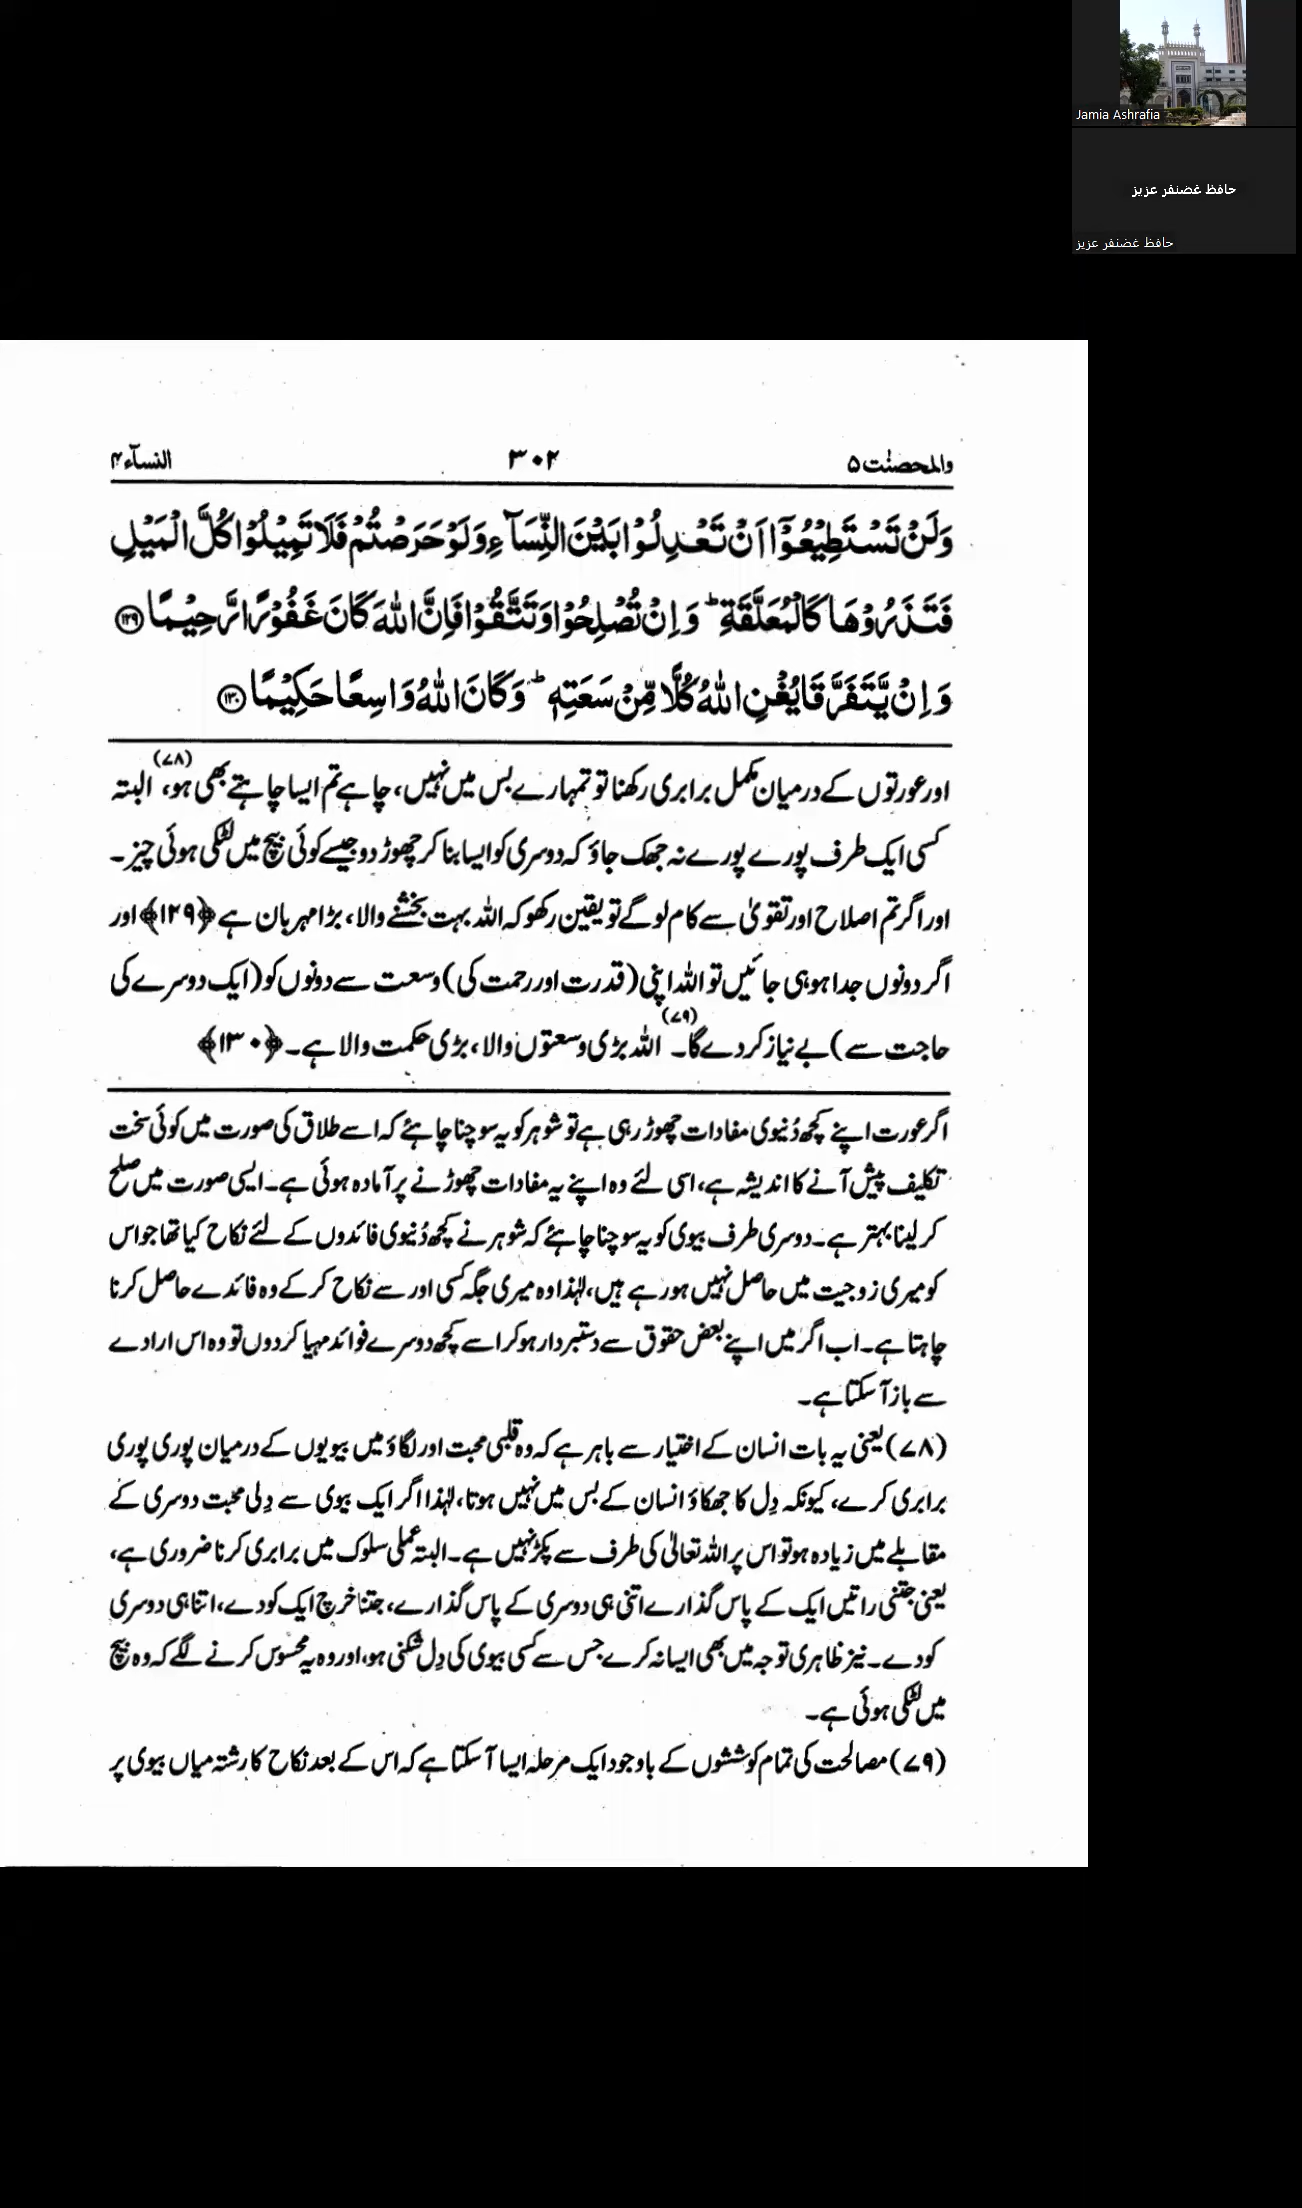 Jamia Ashrafia
حافظ غضنفر عزیز
حافظ غضنفر عزیز
والمحصنٰت ۵
۳۰۲
النسآء ۴
وَلَنْ تَسْتَطِيْعُوْٓا اَنْ تَعْدِلُوْا بَيْنَ النِّسَآءِ وَلَوْ حَرَصْتُمْ فَلَا تَمِيْلُوْا كُلَّ الْمَيْلِ
فَتَذَرُوْهَا كَالْمُعَلَّقَةِ ؕ وَاِنْ تُصْلِحُوْا وَتَتَّقُوْا فَاِنَّ اللّٰهَ كَانَ غَفُوْرًا رَّحِيْمًا ۝۱۲۹
وَاِنْ يَّتَفَرَّقَا يُغْنِ اللّٰهُ كُلًّا مِّنْ سَعَتِهٖ ؕ وَكَانَ اللّٰهُ وَاسِعًا حَكِيْمًا ۝۱۳۰
اور عورتوں کے درمیان مکمل برابری رکھنا تو تمہارے بس میں نہیں، چاہے تم ایسا چاہتے بھی ہو، (۷۸) البتہ
کسی ایک طرف پورے پورے نہ جھک جاؤ کہ دوسری کو ایسا بنا کر چھوڑ دو جیسے کوئی بیچ میں لٹکی ہوئی چیز۔
اور اگر تم اصلاح اور تقویٰ سے کام لو گے تو یقین رکھو کہ اللہ بہت بخشنے والا، بڑا مہربان ہے ﴿۱۲۹﴾ اور
اگر دونوں جدا ہو ہی جائیں تو اللہ اپنی (قدرت اور رحمت کی) وسعت سے دونوں کو (ایک دوسرے کی
حاجت سے) بے نیاز کر دے گا۔ (۷۹) اللہ بڑی وسعتوں والا، بڑی حکمت والا ہے۔ ﴿۱۳۰﴾
اگر عورت اپنے کچھ دُنیوی مفادات چھوڑ رہی ہے تو شوہر کو یہ سوچنا چاہئے کہ اسے طلاق کی صورت میں کوئی سخت
تکلیف پیش آنے کا اندیشہ ہے، اسی لئے وہ اپنے یہ مفادات چھوڑنے پر آمادہ ہوئی ہے۔ ایسی صورت میں صلح
کر لینا بہتر ہے۔ دوسری طرف بیوی کو یہ سوچنا چاہئے کہ شوہر نے کچھ دُنیوی فائدوں کے لئے نکاح کیا تھا جو اس
کو میری زوجیت میں حاصل نہیں ہو رہے ہیں، لہٰذا وہ میری جگہ کسی اور سے نکاح کر کے وہ فائدے حاصل کرنا
چاہتا ہے۔ اب اگر میں اپنے بعض حقوق سے دستبردار ہو کر اسے کچھ دوسرے فوائد مہیا کر دوں تو وہ اس ارادے
سے باز آ سکتا ہے۔
(۷۸) یعنی یہ بات انسان کے اختیار سے باہر ہے کہ وہ قلبی محبت اور لگاؤ میں بیویوں کے درمیان پوری پوری
برابری کرے، کیونکہ دِل کا جھکاؤ انسان کے بس میں نہیں ہوتا، لہٰذا اگر ایک بیوی سے دِلی محبت دوسری کے
مقابلے میں زیادہ ہو تو اس پر اللہ تعالیٰ کی طرف سے پکڑ نہیں ہے۔ البتہ عملی سلوک میں برابری کرنا ضروری ہے،
یعنی جتنی راتیں ایک کے پاس گذارے اتنی ہی دوسری کے پاس گذارے، جتنا خرچ ایک کو دے، اتنا ہی دوسری
کو دے۔ نیز ظاہری توجہ میں بھی ایسا نہ کرے جس سے کسی بیوی کی دِل شکنی ہو، اور وہ یہ محسوس کرنے لگے کہ وہ بیچ
میں لٹکی ہوئی ہے۔
(۷۹) مصالحت کی تمام کوششوں کے باوجود ایک مرحلہ ایسا آ سکتا ہے کہ اس کے بعد نکاح کا رشتہ میاں بیوی پر